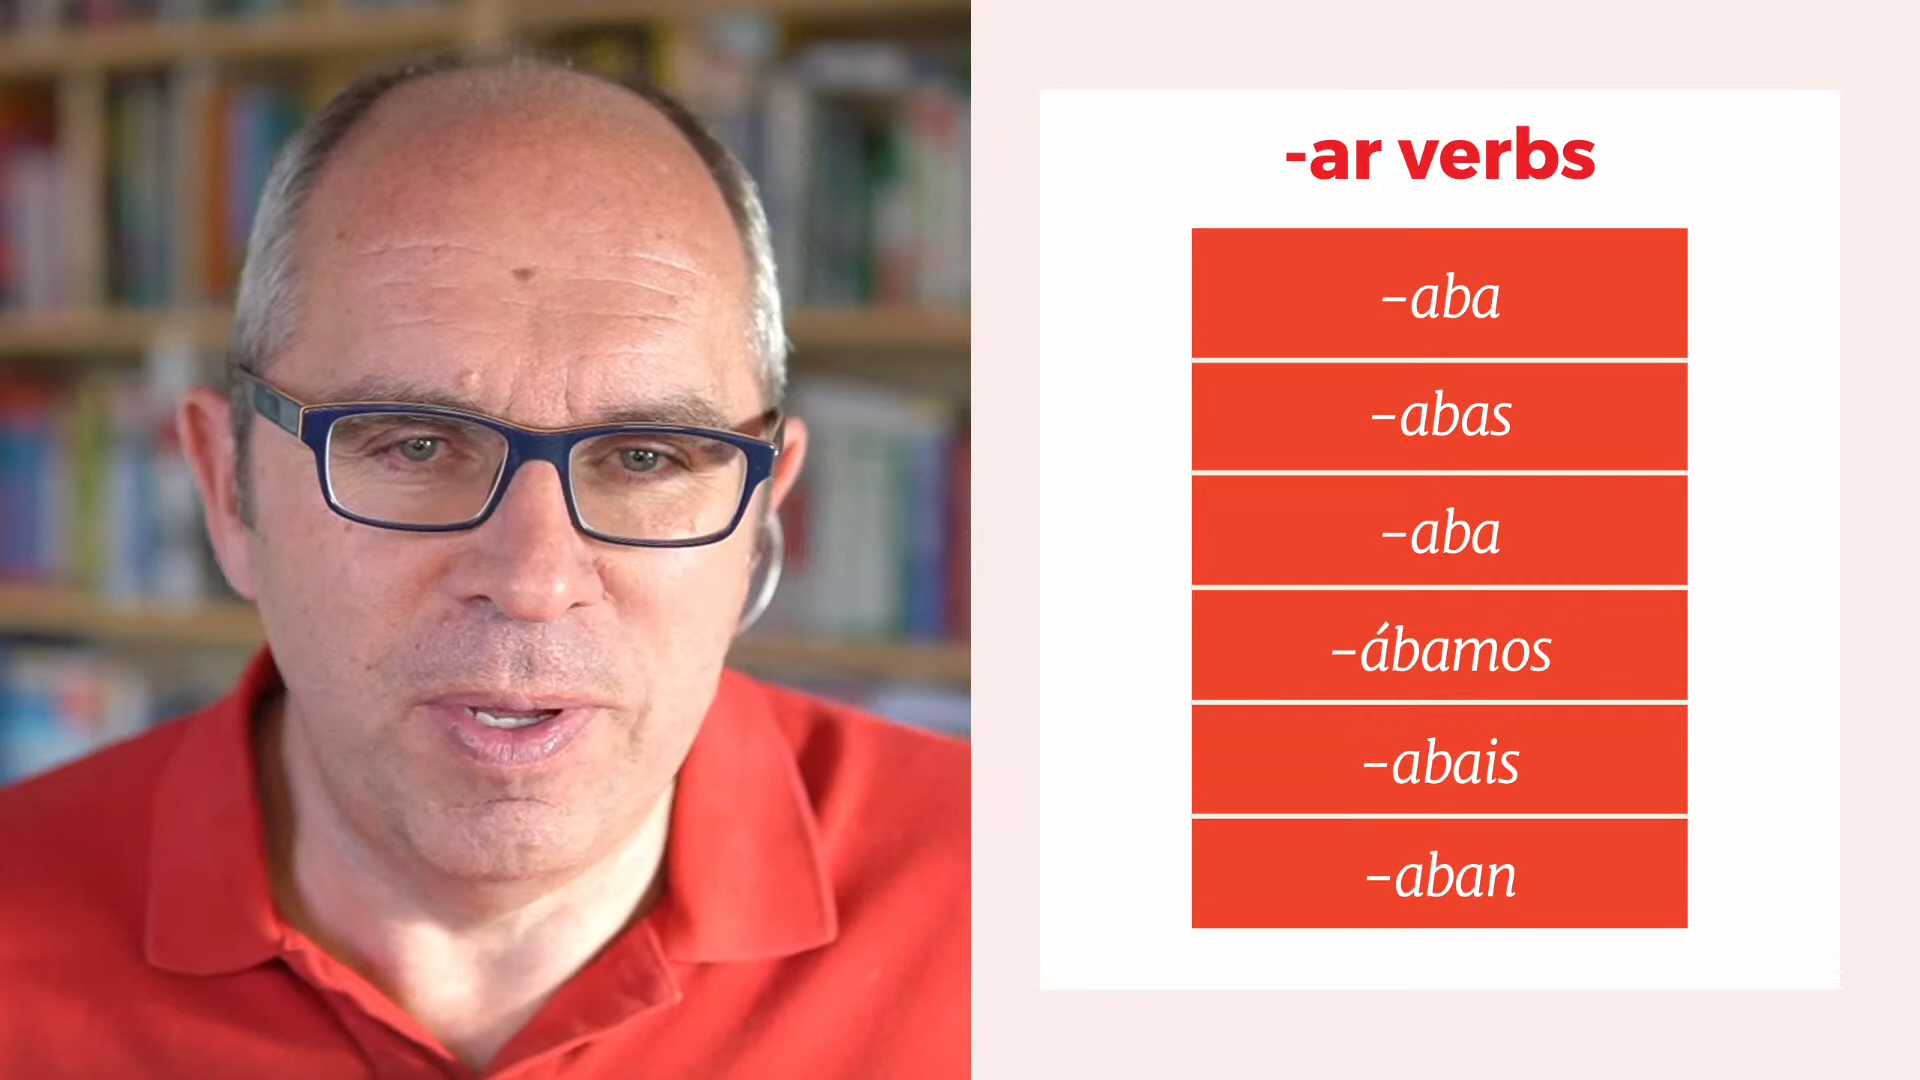 -ar verbs
–aba
–abas
–aba
–ábamos
–abais
–aban